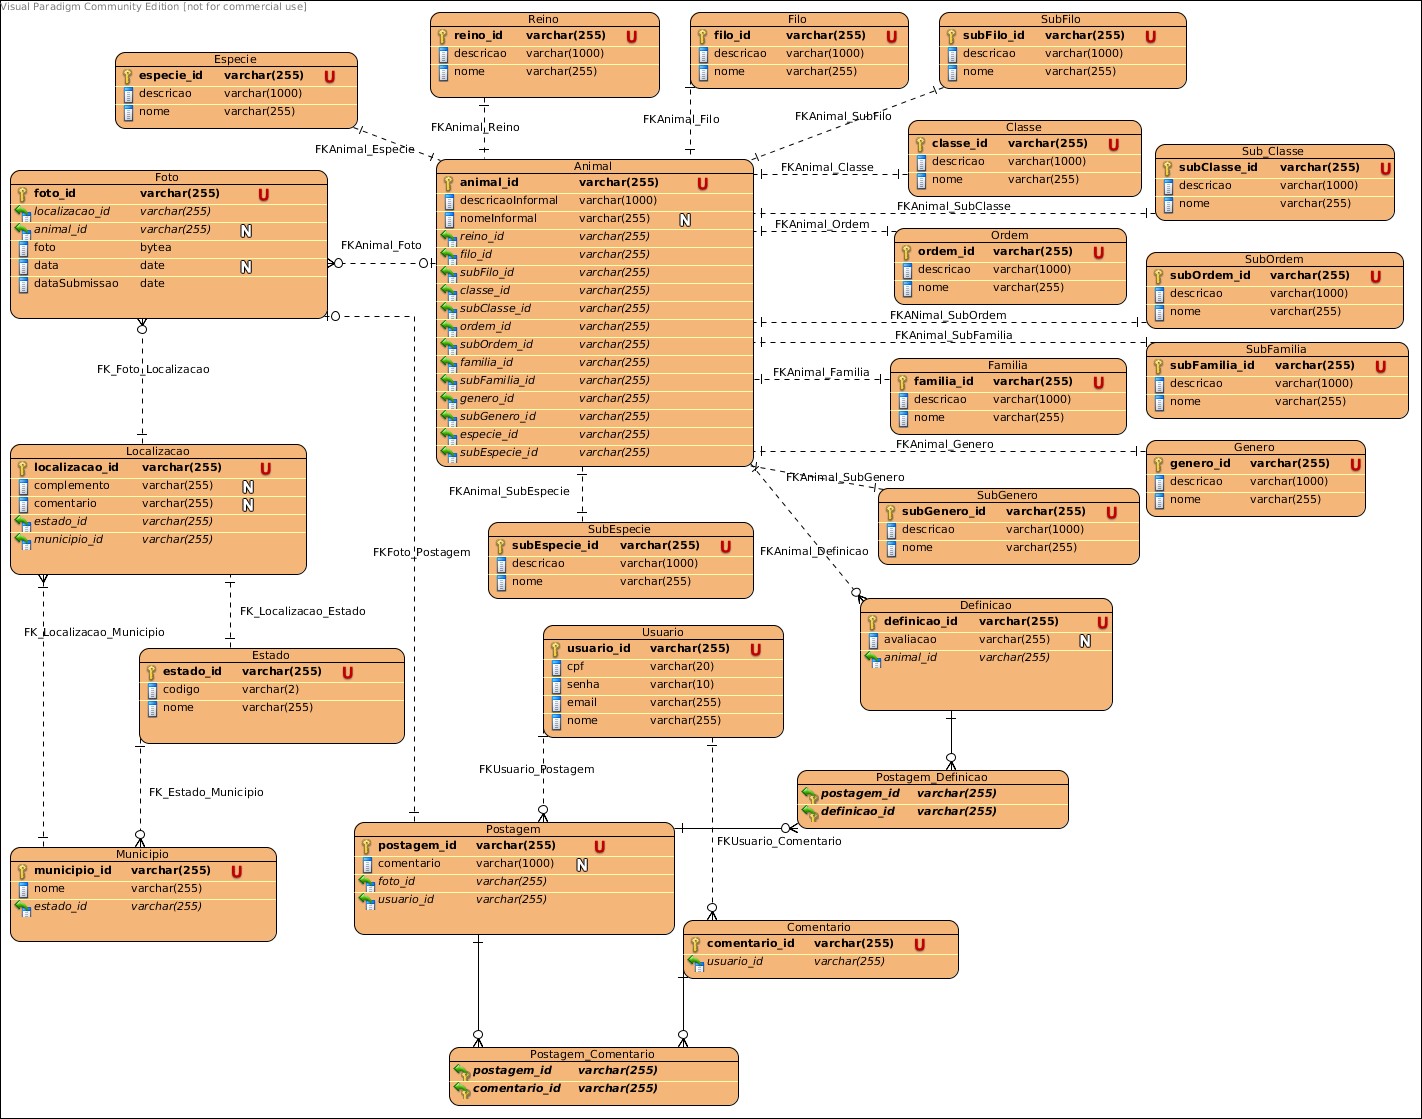 Visual Paradigm Community Edition [not for commercial use]
Reino
reino_id varchar(255) U
descricao varchar(1000)
nome varchar(255)
Filo
filo_id varchar(255) U
descricao varchar(1000)
nome varchar(255)
SubFilo
subFilo_id varchar(255) U
descricao varchar(1000)
nome varchar(255)
Especie
especie_id varchar(255) U
descricao varchar(1000)
nome varchar(255)
FKAnimal_Especie
FKAnimal_Reino
FKAnimal_Filo
FKAnimal_SubFilo
Classe
classe_id varchar(255) U
descricao varchar(1000)
nome varchar(255)
FKAnimal_Classe
Sub_Classe
subClasse_id varchar(255) U
descricao varchar(1000)
nome varchar(255)
FKAnimal_SubClasse
FKAnimal_Ordem
Foto
foto_id varchar(255) U
localizacao_id varchar(255)
animal_id varchar(255) N
foto bytea
data date N
dataSubmissao date
FKAnimal_Foto
Animal
animal_id varchar(255) U
descricaoInformal varchar(1000)
nomeInformal varchar(255) N
reino_id varchar(255)
filo_id varchar(255)
subFilo_id varchar(255)
classe_id varchar(255)
subClasse_id varchar(255)
ordem_id varchar(255)
subOrdem_id varchar(255)
familia_id varchar(255)
subFamilia_id varchar(255)
genero_id varchar(255)
subGenero_id varchar(255)
especie_id varchar(255)
subEspecie_id varchar(255)
Ordem
ordem_id varchar(255) U
descricao varchar(1000)
nome varchar(255)
SubOrdem
subOrdem_id varchar(255) U
descricao varchar(1000)
nome varchar(255)
FKANimal_SubOrdem
FKAnimal_SubFamilia
SubFamilia
subFamilia_id varchar(255) U
descricao varchar(1000)
nome varchar(255)
FKAnimal_Familia
Familia
familia_id varchar(255) U
descricao varchar(1000)
nome varchar(255)
FKAnimal_Genero
Genero
genero_id varchar(255) U
descricao varchar(1000)
nome varchar(255)
FKAnimal_SubGenero
SubGenero
subGenero_id varchar(255) U
descricao varchar(1000)
nome varchar(255)
FK_Foto_Localizacao
Localizacao
localizacao_id varchar(255) U
complemento varchar(255) N
comentario varchar(255) N
estado_id varchar(255)
municipio_id varchar(255)
FKAnimal_SubEspecie
SubEspecie
subEspecie_id varchar(255) U
descricao varchar(1000)
nome varchar(255)
FKFoto_Postagem
FKAnimal_Definicao
Definicao
definicao_id varchar(255) U
avaliacao varchar(255) N
animal_id varchar(255)
FK_Localizacao_Estado
FK_Localizacao_Municipio
Estado
estado_id varchar(255) U
codigo varchar(2)
nome varchar(255)
Usuario
usuario_id varchar(255) U
cpf varchar(20)
senha varchar(10)
email varchar(255)
nome varchar(255)
FKUsuario_Postagem
FK_Estado_Municipio
Postagem_Definicao
postagem_id varchar(255)
definicao_id varchar(255)
FKUsuario_Comentario
Municipio
municipio_id varchar(255) U
nome varchar(255)
estado_id varchar(255)
Postagem
postagem_id varchar(255) U
comentario varchar(1000) N
foto_id varchar(255)
usuario_id varchar(255)
Comentario
comentario_id varchar(255) U
usuario_id varchar(255)
Postagem_Comentario
postagem_id varchar(255)
comentario_id varchar(255)